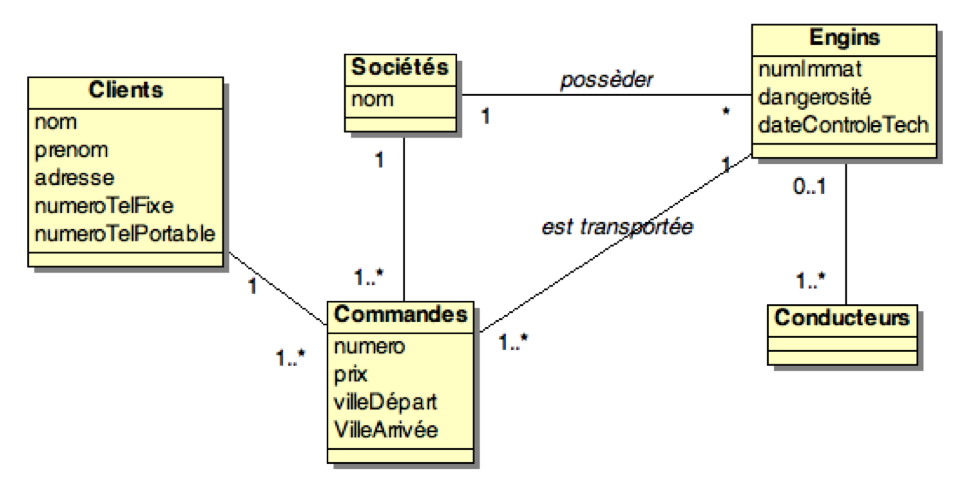 Clients
nom
prenom
adresse
numeroTelFixe
numeroTelPortable
1
1..*
Sociétés
nom
1
1
1..*
possèder
*
Engins
numImmat
dangerosité
dateControleTech
1
0..1
est transportée
1..*
1..*
Commandes
numero
prix
villeDépart
VilleArrivée
Conducteurs